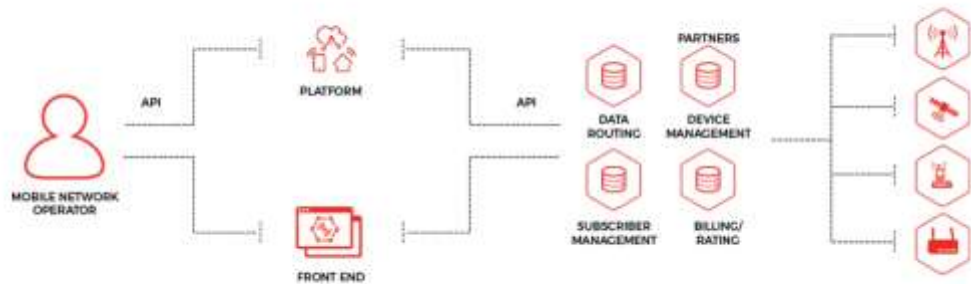 PARTNERS
API
PLATFORM
API
DATA
ROUTING
DEVICE
MANAGEMENT
MOBILE NETWORK
OPERATOR
SUBSCRIBER
MANAGEMENT
BILLING/
RATING
FRONT END